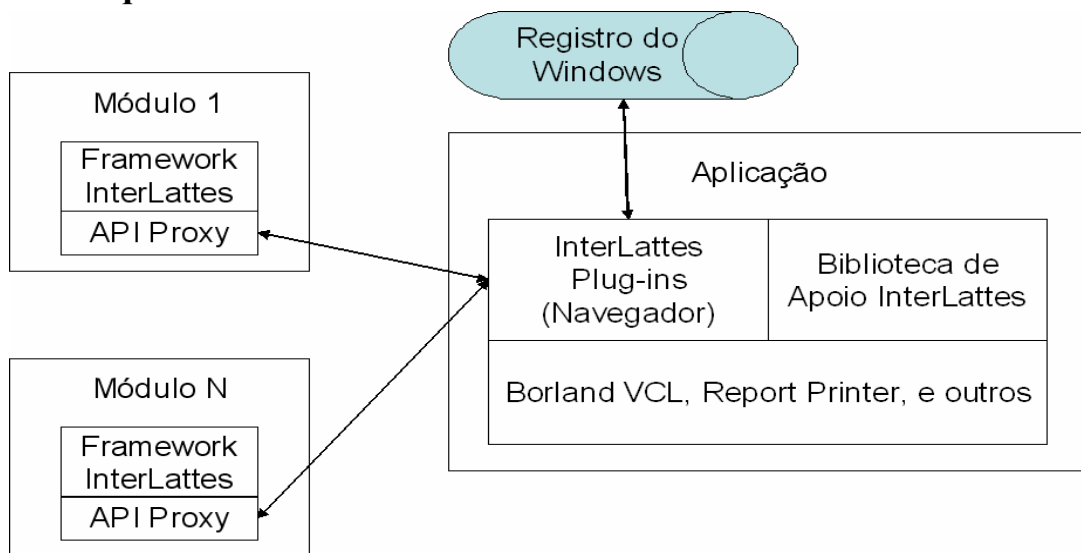 Registro do
Windows
Módulo 1
Framework
InterLattes
API Proxy
Aplicação
InterLattes
Plug-ins
(Navegador)
Biblioteca de
Apoio InterLattes
Borland VCL, Report Printer, e outros
Módulo N
Framework
InterLattes
API Proxy